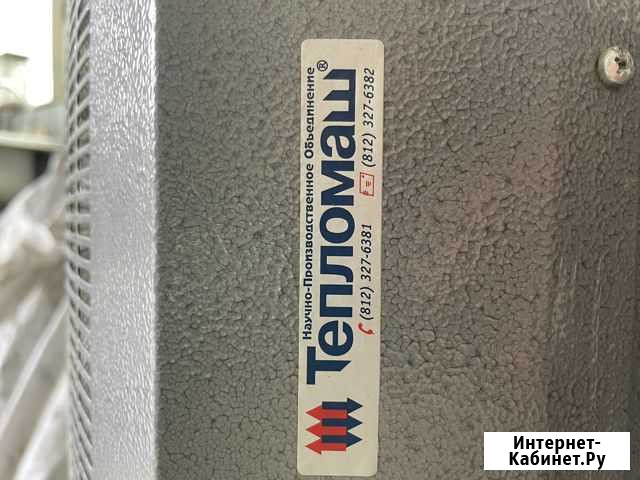 Научно-Производственное Объединение
Тепломаш®
(812) 327-6381 (812) 327-6382
Интернет-
Кабинет.Ру